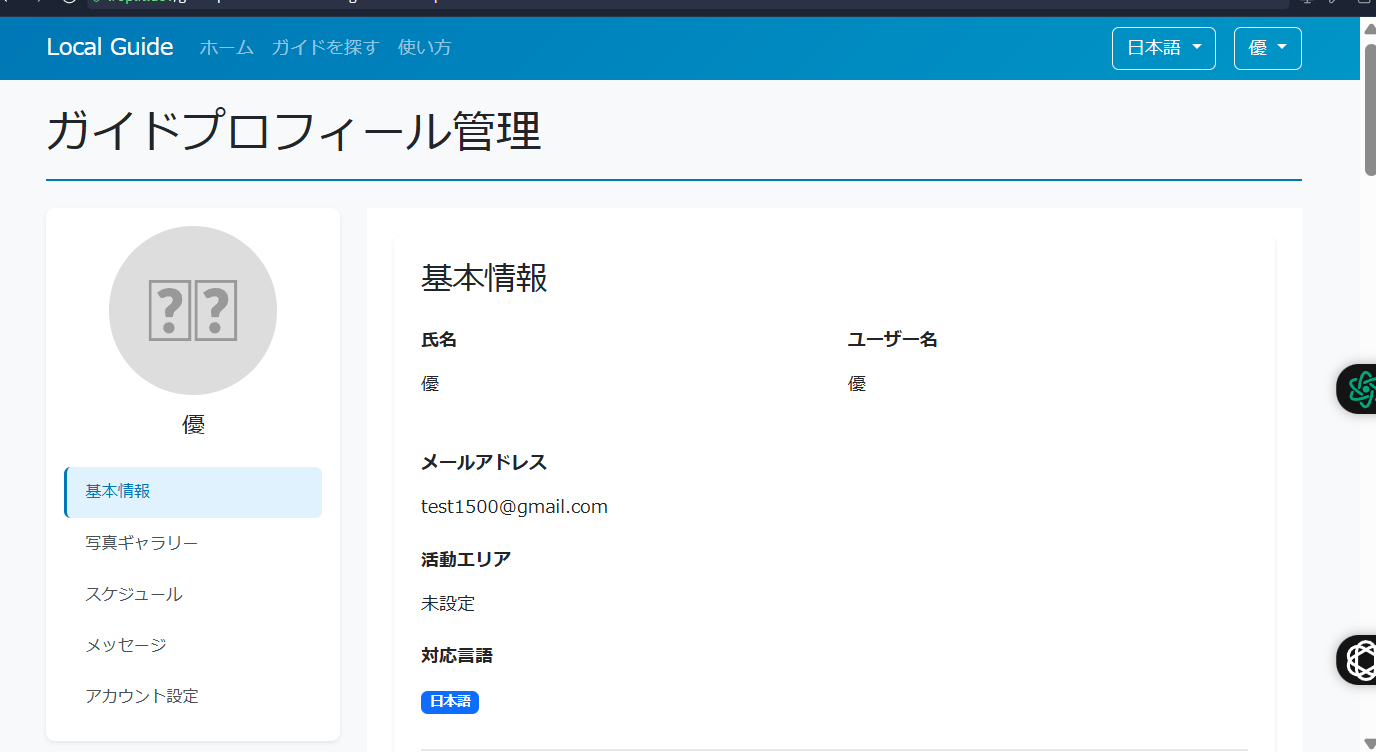 Local Guide ホーム ガイドを探す 使い方 日本語 優
ガイドプロフィール管理
優
基本情報
写真ギャラリー
スケジュール
メッセージ
アカウント設定
基本情報
氏名 ユーザー名
優 優
メールアドレス
test1500@gmail.com
活動エリア
未設定
対応言語
日本語